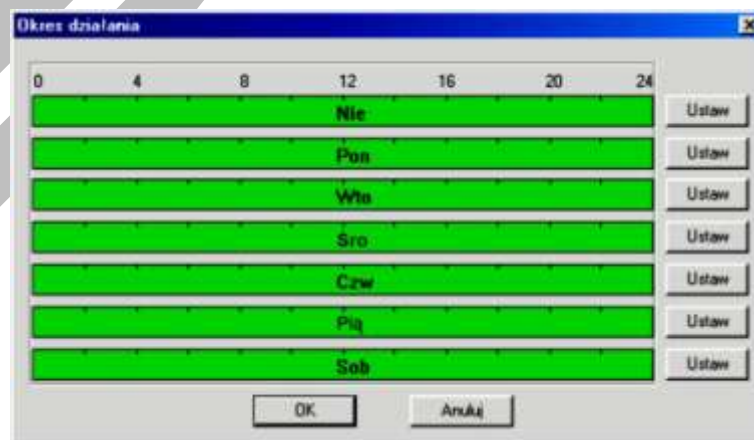 Okres działania
0 4 8 12 16 20 24
Nie Ustaw
Pon Ustaw
Wto Ustaw
Sro Ustaw
Czw Ustaw
Pią Ustaw
Sob Ustaw
OK Anuluj